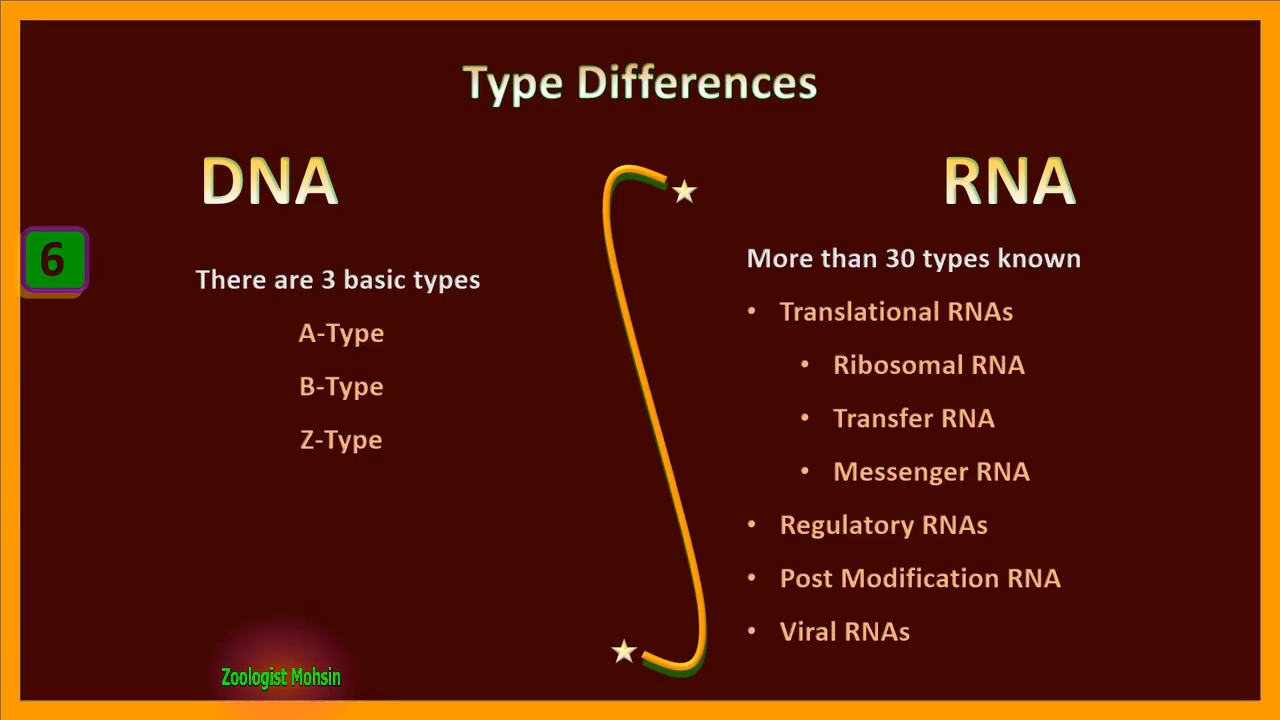 Type Differences
DNA
RNA
6
There are 3 basic types
A-Type
B-Type
Z-Type
More than 30 types known
• Translational RNAs
• Ribosomal RNA
• Transfer RNA
• Messenger RNA
• Regulatory RNAs
• Post Modification RNA
• Viral RNAs
Zoologist Mohsin